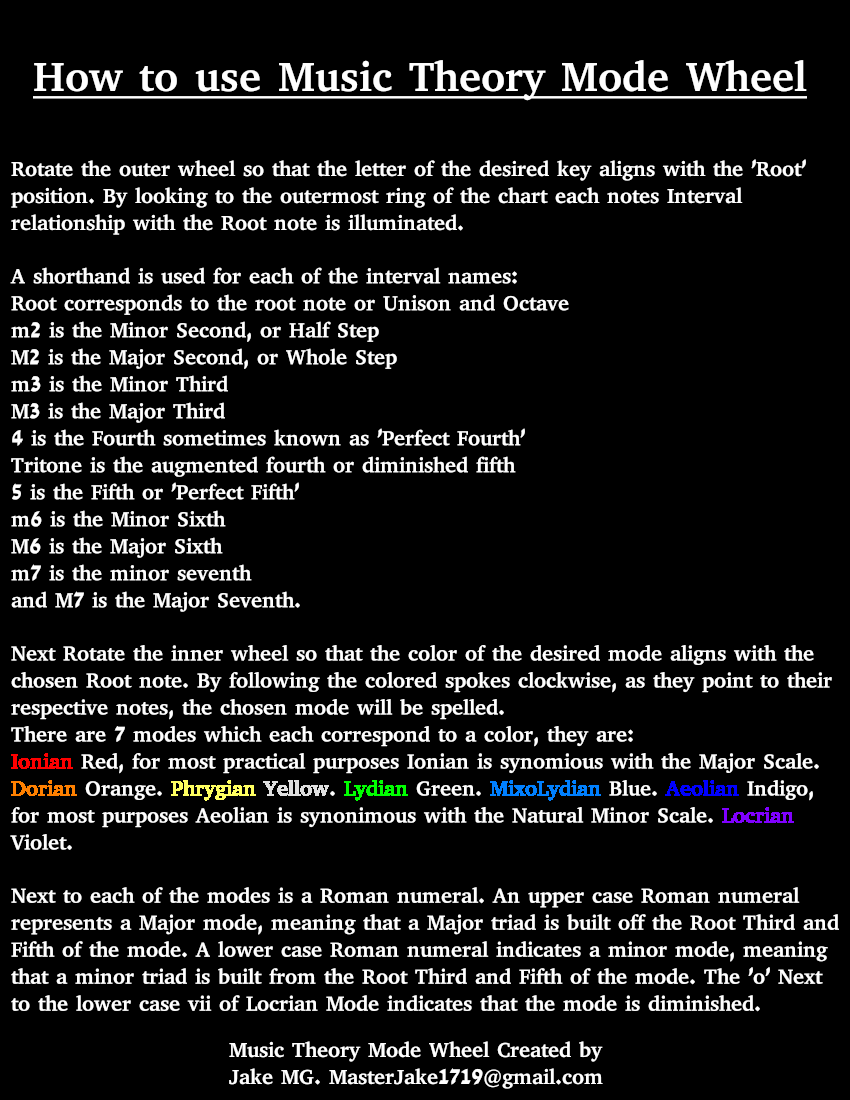 How to use Music Theory Mode Wheel
Rotate the outer wheel so that the letter of the desired key aligns with the 'Root'
position. By looking to the outermost ring of the chart each notes Interval
relationship with the Root note is illuminated.
A shorthand is used for each of the interval names:
Root corresponds to the root note or Unison and Octave
m2 is the Minor Second, or Half Step
M2 is the Major Second, or Whole Step
m3 is the Minor Third
M3 is the Major Third
4 is the Fourth sometimes known as 'Perfect Fourth'
Tritone is the augmented fourth or diminished fifth
5 is the Fifth or 'Perfect Fifth'
m6 is the Minor Sixth
M6 is the Major Sixth
m7 is the minor seventh
and M7 is the Major Seventh.
Next Rotate the inner wheel so that the color of the desired mode aligns with the
chosen Root note. By following the colored spokes clockwise, as they point to their
respective notes, the chosen mode will be spelled.
There are 7 modes which each correspond to a color, they are:
Ionian Red, for most practical purposes Ionian is synomious with the Major Scale.
Dorian Orange. Phrygian Yellow. Lydian Green. MixoLydian Blue. Aeolian Indigo,
for most purposes Aeolian is synonimous with the Natural Minor Scale. Locrian
Violet.
Next to each of the modes is a Roman numeral. An upper case Roman numeral
represents a Major mode, meaning that a Major triad is built off the Root Third and
Fifth of the mode. A lower case Roman numeral indicates a minor mode, meaning
that a minor triad is built from the Root Third and Fifth of the mode. The 'o' Next
to the lower case vii of Locrian Mode indicates that the mode is diminished.
Music Theory Mode Wheel Created by
Jake MG. MasterJake1719@gmail.com